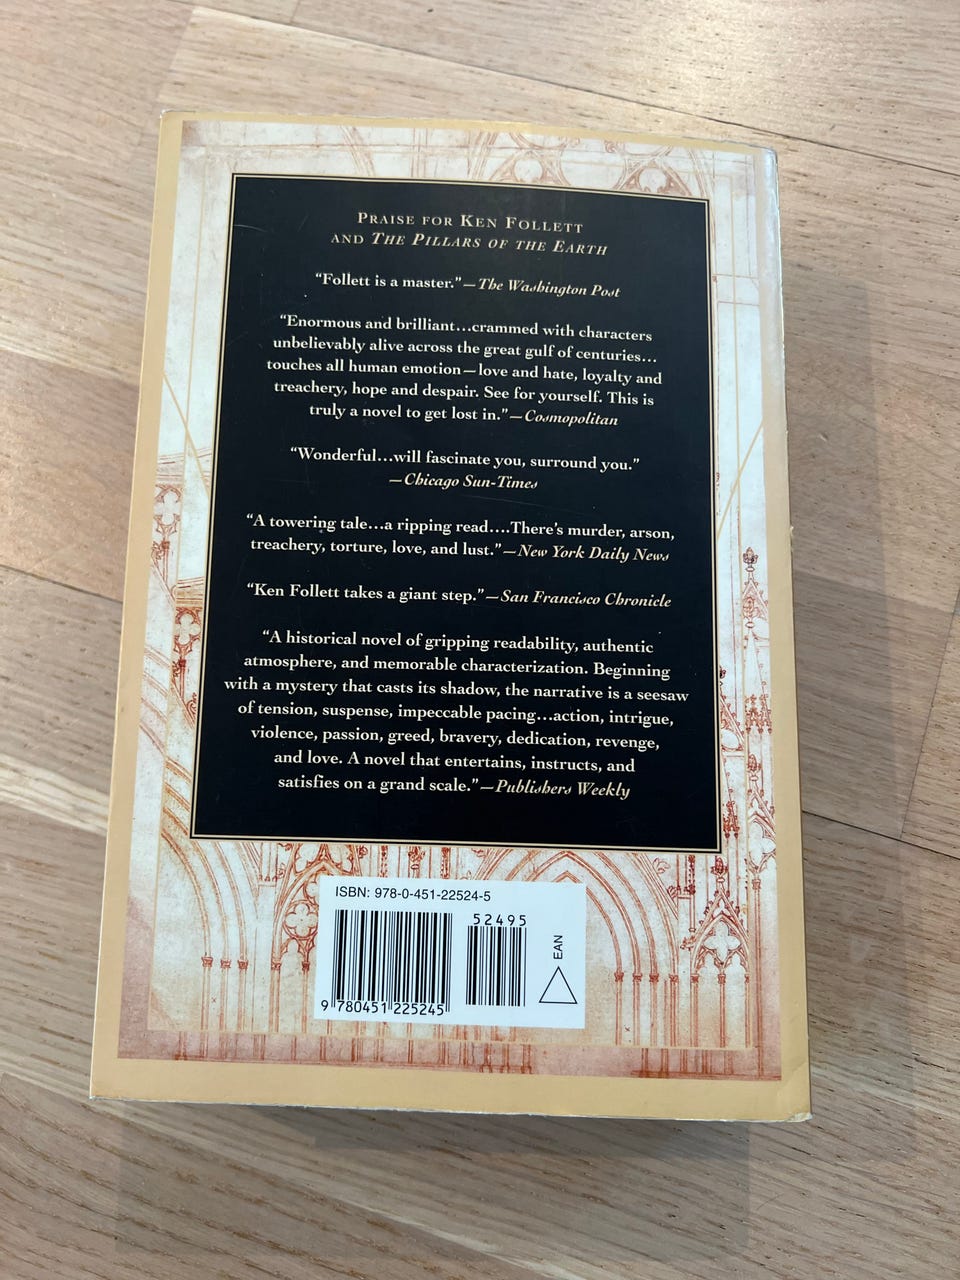 PRAISE FOR KEN FOLLETT
AND THE PILLARS OF THE EARTH
“Follett is a master.”—The Washington Post
“Enormous and brilliant...crammed with characters
unbelievably alive across the great gulf of centuries...
touches all human emotion—love and hate, loyalty and
treachery, hope and despair. See for yourself. This is
truly a novel to get lost in.”—Cosmopolitan
“Wonderful...will fascinate you, surround you.”
—Chicago Sun-Times
“A towering tale...a ripping read....There’s murder, arson,
treachery, torture, love, and lust.”—New York Daily News
“Ken Follett takes a giant step.”—San Francisco Chronicle
“A historical novel of gripping readability, authentic
atmosphere, and memorable characterization. Beginning
with a mystery that casts its shadow, the narrative is a seesaw
of tension, suspense, impeccable pacing...action, intrigue,
violence, passion, greed, bravery, dedication, revenge,
and love. A novel that entertains, instructs, and
satisfies on a grand scale.”—Publishers Weekly
ISBN: 978-0-451-22524-5
52495
EAN
9 780451 225245